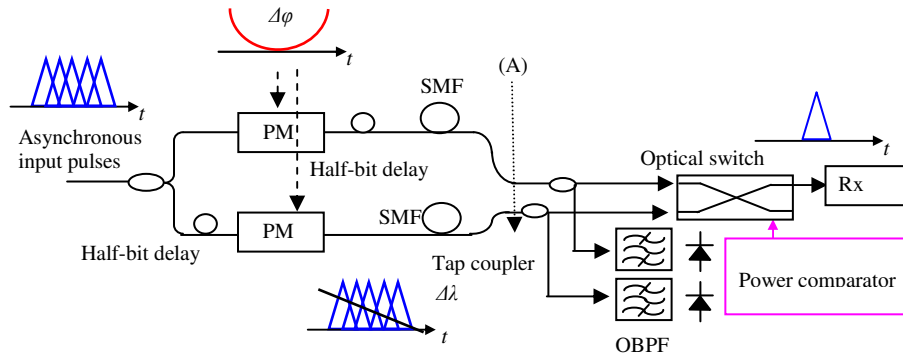 Δφ
t
(A)
SMF
t
PM
t
Asynchronous
input pulses
Half-bit delay
Optical switch
Rx
SMF
PM
Half-bit delay
Tap coupler
Δλ
Power comparator
t
OBPF